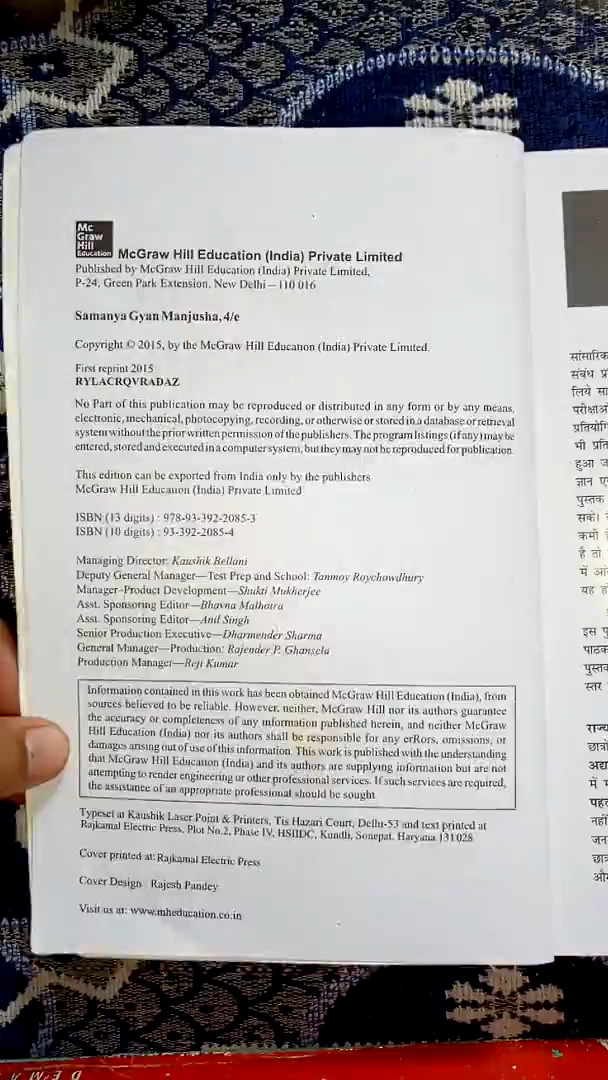 Mc
Graw
Hill
Education
McGraw Hill Education (India) Private Limited
Published by McGraw Hill Education (India) Private Limited,
P-24, Green Park Extension, New Delhi – 110 016
Samanya Gyan Manjusha, 4/e
Copyright © 2015, by the McGraw Hill Education (India) Private Limited.
First reprint 2015
RYLACRQVRADAZ
No Part of this publication may be reproduced or distributed in any form or by any means,
electronic, mechanical, photocopying, recording, or otherwise or stored in a database or retrieval
system without the prior written permission of the publishers. The program listings (if any) may be
entered, stored and executed in a computer system, but they may not be reproduced for publication
This edition can be exported from India only by the publishers
McGraw Hill Education (India) Private Limited
ISBN (13 digits) : 978-93-392-2085-3
ISBN (10 digits) : 93-392-2085-4
Managing Director: Kaushik Bellani
Deputy General Manager—Test Prep and School: Tanmoy Roychowdhury
Manager-Product Development—Shukti Mukherjee
Asst. Sponsoring Editor—Bhavna Malhotra
Asst. Sponsoring Editor—Anil Singh
Senior Production Executive—Dharmender Sharma
General Manager—Production: Rajender P. Ghansela
Production Manager—Reji Kumar
Information contained in this work has been obtained McGraw Hill Education (India), from
sources believed to be reliable. However, neither, McGraw Hill nor its authors guarantee
the accuracy or completeness of any information published herein, and neither McGraw
Hill Education (India) nor its authors shall be responsible for any erRors, omissions, or
damages arising out of use of this information. This work is published with the understanding
that McGraw Hill Education (India) and its authors are supplying information but are not
attempting to render engineering or other professional services. If such services are required,
the assistance of an appropriate professional should be sought
Typeset at Kaushik Laser Point & Printers, Tis Hazari Court, Delhi-53 and text printed at
Rajkamal Electric Press, Plot No.2, Phase IV, HSIIDC, Kundli, Sonepat, Haryana 131028
Cover printed at: Rajkamal Electric Press
Cover Design Rajesh Pandey
Visit us at: www.mheducation.co.in
सांसारिक
संबंध प्र
लिये सा
परीक्षाओं
प्रतियोगि
भी प्रति
हुआ ज
ज्ञान ए
पुस्तक
सके।
कमी
है तो
में आ
यह ह
इस पु
पाठक
पुस्तक
स्तर
राज्य
छात्रो
अद्य
में
पहल
नहीं
जन
छात्र
और